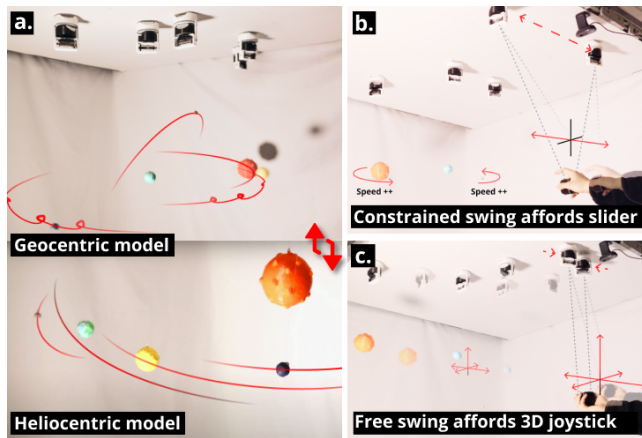 a.
Geocentric model
Heliocentric model
b.
Speed ++
Speed ++
Constrained swing affords slider
c.
Free swing affords 3D joystick